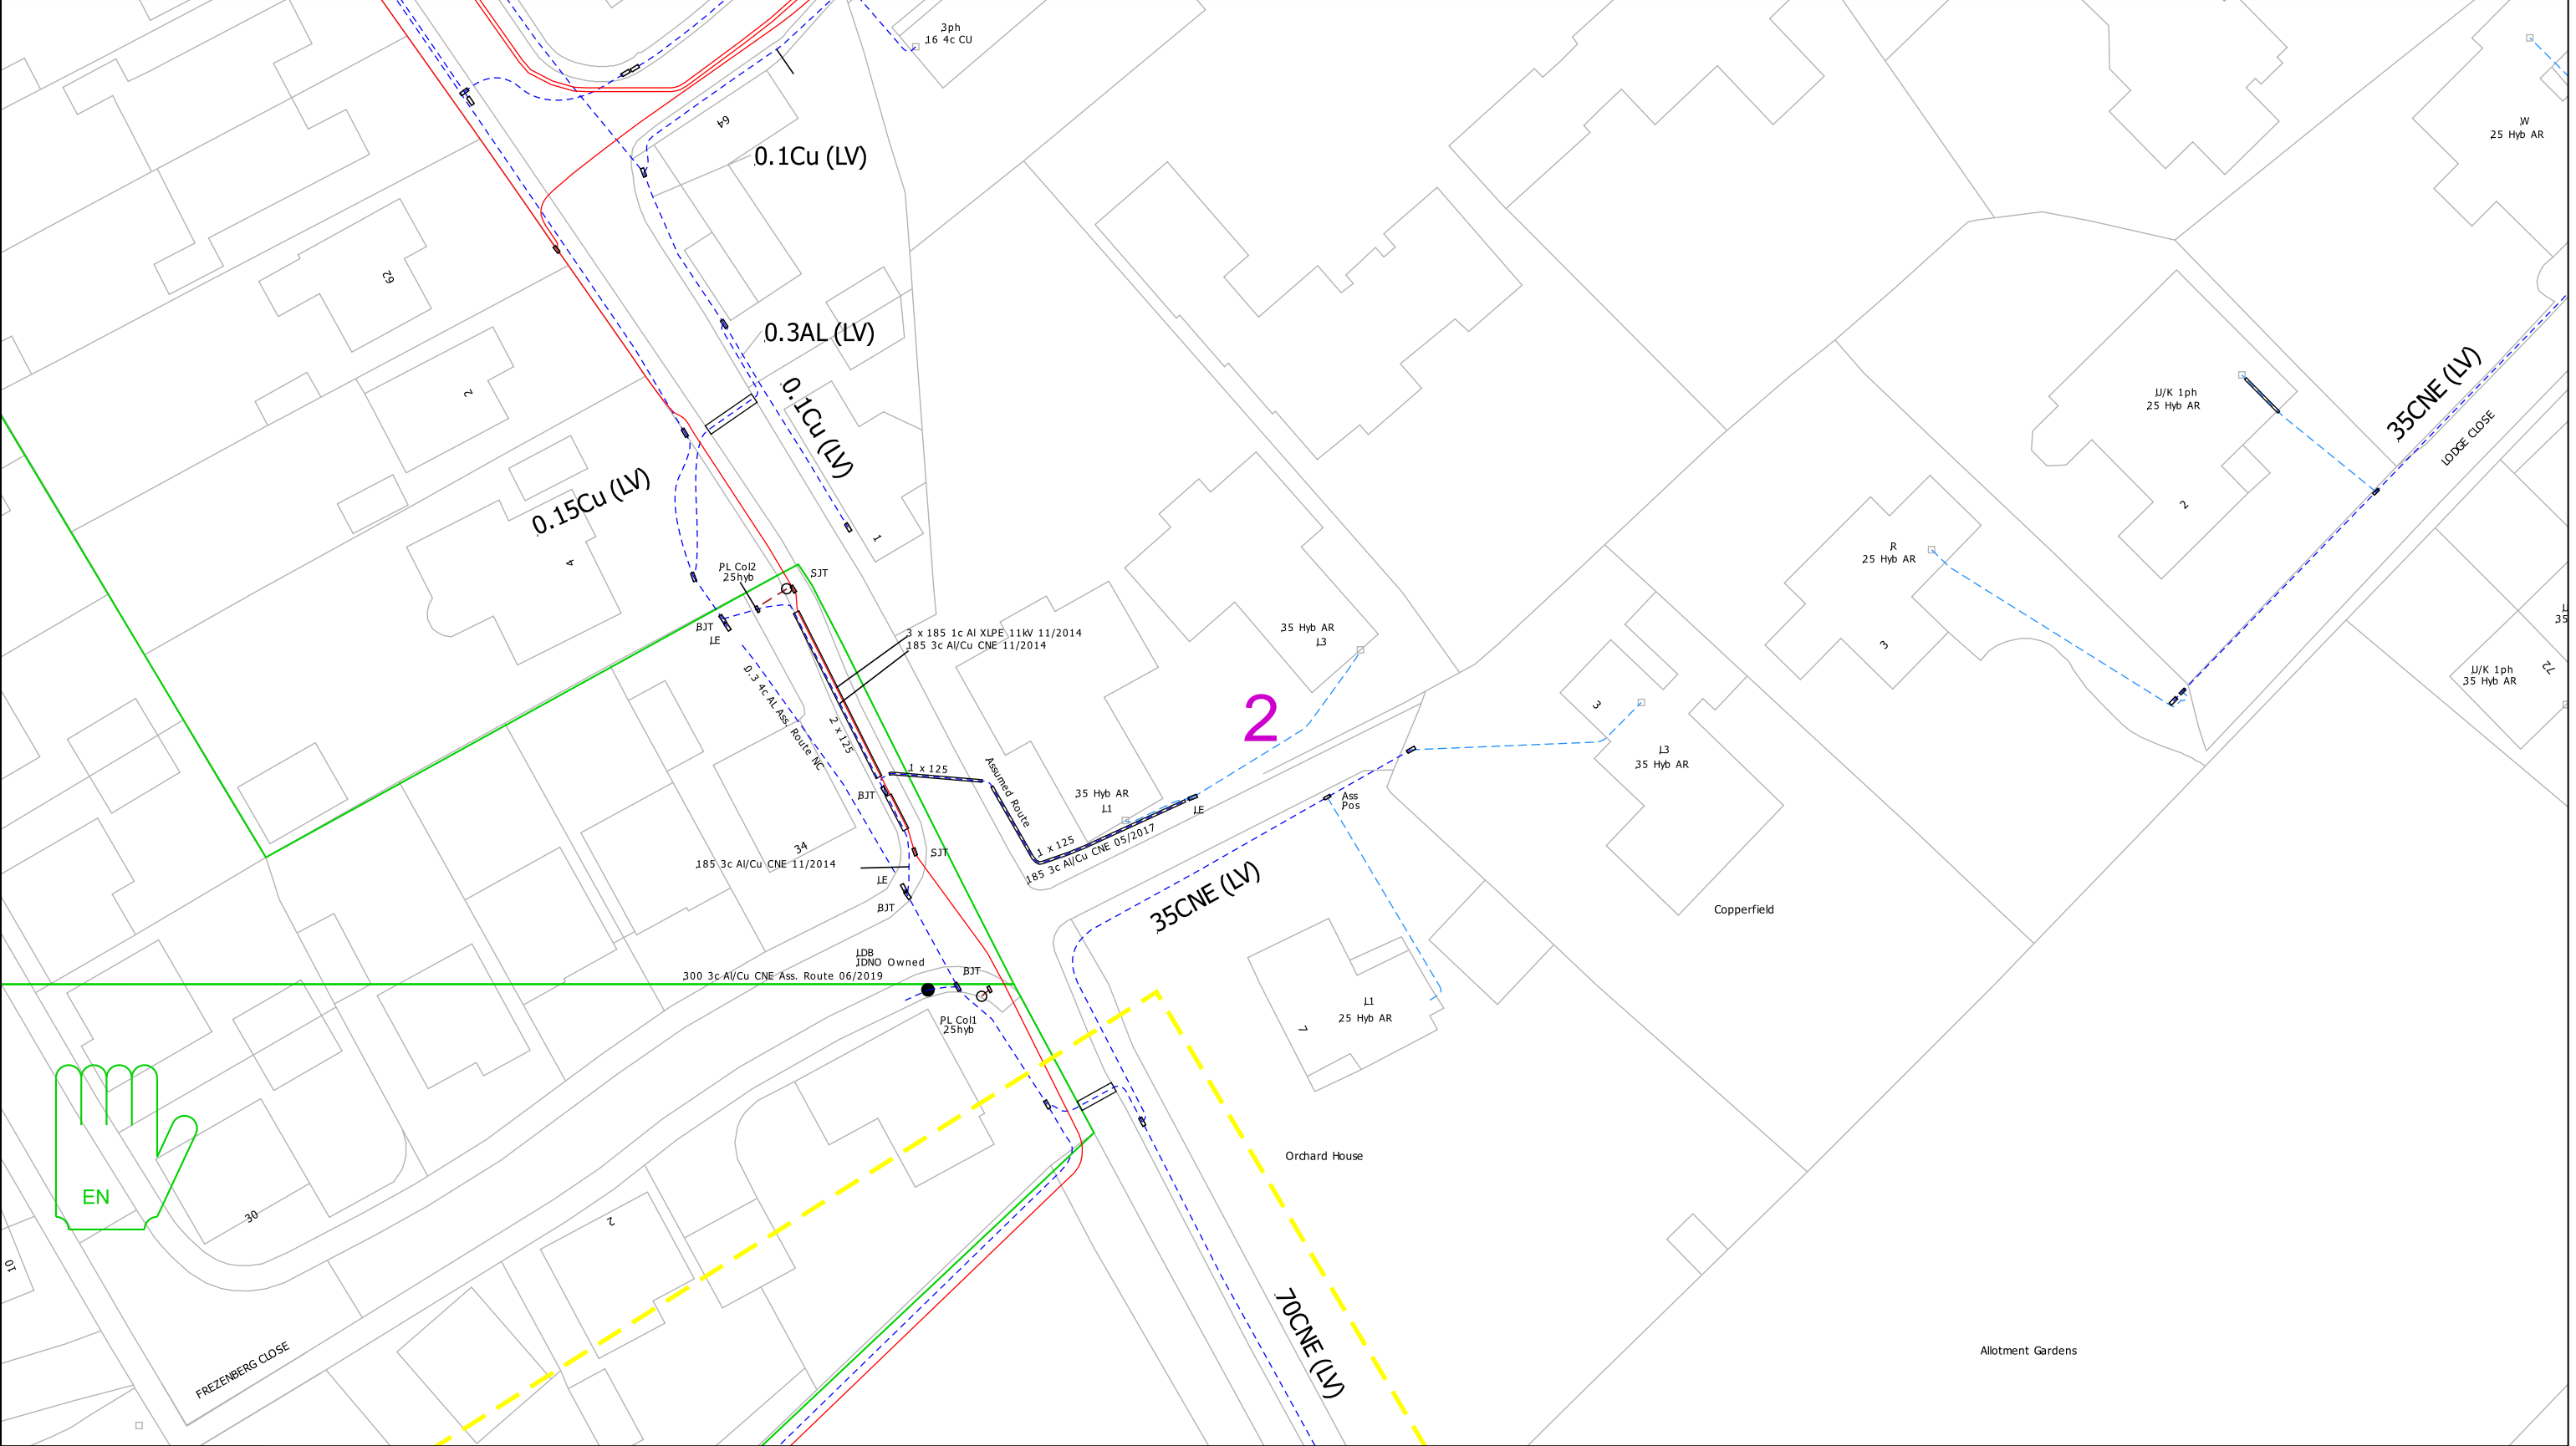 3ph
16 4c CU
64
0.1Cu (LV)
W
25 Hyb AR
62
0.3AL (LV)
0.1Cu (LV)
2
35CNE (LV)
LODGE CLOSE
U/K 1ph
25 Hyb AR
2
0.15Cu (LV)
4
1
R
25 Hyb AR
3
PL Col2
25hyb
SJT
BJT
LE
3 x 185 1c Al XLPE 11kV 11/2014
185 3c Al/Cu CNE 11/2014
35 Hyb AR
L3
35
U/K 1ph
35 Hyb AR
72
0.3 4c AL Ass. Route NC
2 x 125
2
3
L3
35 Hyb AR
1 x 125
Assumed Route
BJT
35 Hyb AR
L1
LE
Ass
Pos
1 x 125
185 3c Al/Cu CNE 05/2017
34
SJT
185 3c Al/Cu CNE 11/2014
LE
BJT
35CNE (LV)
Copperfield
LDB
IDNO Owned
300 3c Al/Cu CNE Ass. Route 06/2019
BJT
PL Col1
25hyb
L1
25 Hyb AR
7
Orchard House
EN
30
2
10
70CNE (LV)
FREZENBERG CLOSE
Allotment Gardens